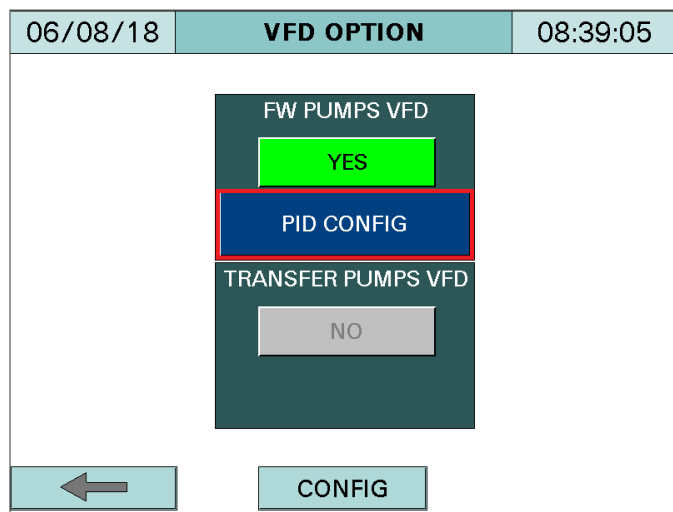 06/08/18 VFD OPTION 08:39:05
FW PUMPS VFD
YES
PID CONFIG
TRANSFER PUMPS VFD
NO
CONFIG